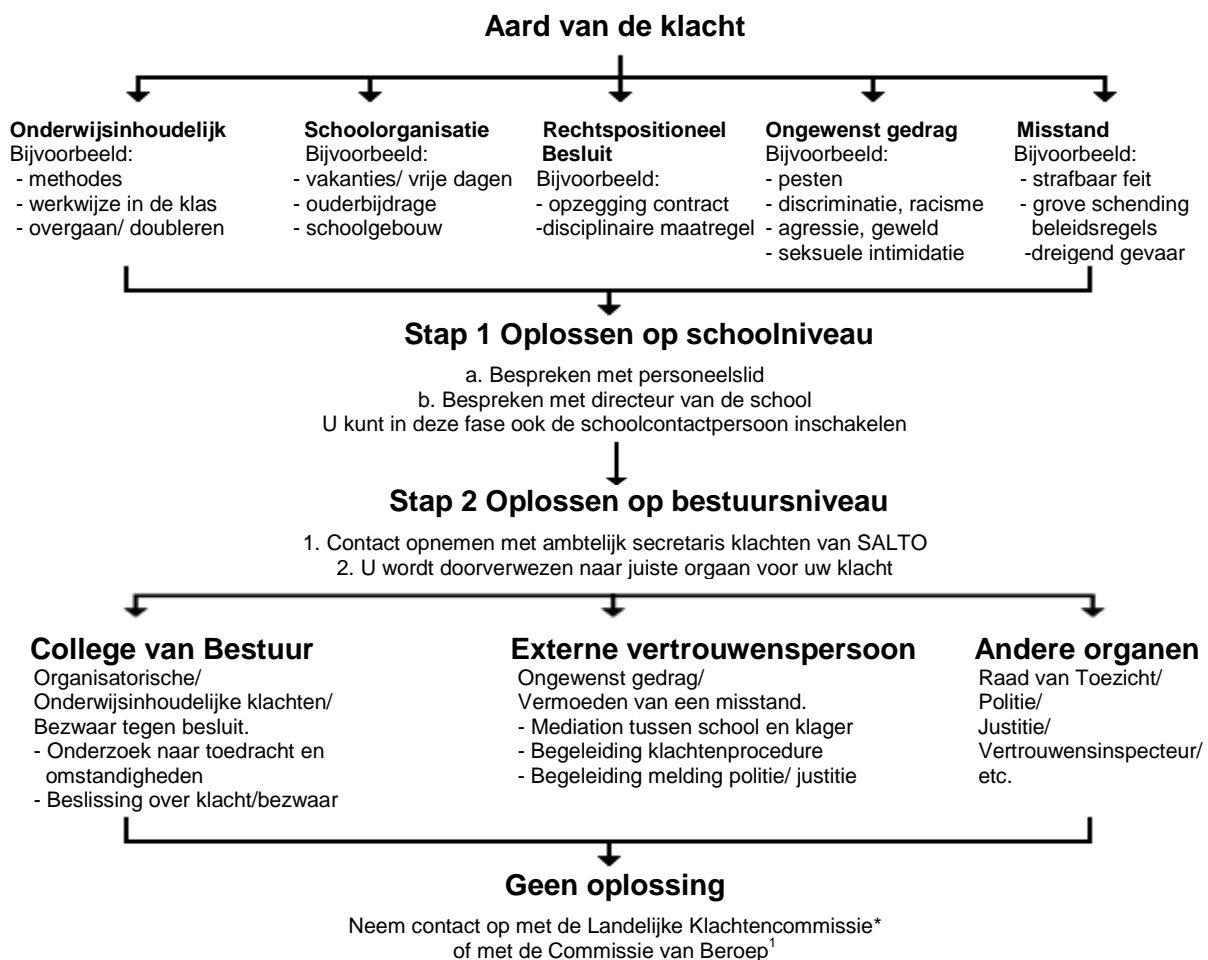 Aard van de klacht
Onderwijsinhoudelijk
Bijvoorbeeld:
- methodes
- werkwijze in de klas
- overgaan/ doubleren
Schoolorganisatie
Bijvoorbeeld:
- vakanties/ vrije dagen
- ouderbijdrage
- schoolgebouw
Rechtspositioneel
Besluit
Bijvoorbeeld:
- opzegging contract
-disciplinaire maatregel
Ongewenst gedrag
Bijvoorbeeld:
- pesten
- discriminatie, racisme
- agressie, geweld
- seksuele intimidatie
Misstand
Bijvoorbeeld:
- strafbaar feit
- grove schending
beleidsregels
-dreigend gevaar
Stap 1 Oplossen op schoolniveau
a. Bespreken met personeelslid
b. Bespreken met directeur van de school
U kunt in deze fase ook de schoolcontactpersoon inschakelen
Stap 2 Oplossen op bestuursniveau
1. Contact opnemen met ambtelijk secretaris klachten van SALTO
2. U wordt doorverwezen naar juiste orgaan voor uw klacht
College van Bestuur
Organisatorische/
Onderwijsinhoudelijke klachten/
Bezwaar tegen besluit.
- Onderzoek naar toedracht en
omstandigheden
- Beslissing over klacht/bezwaar
Externe vertrouwenspersoon
Ongewenst gedrag/
Vermoeden van een misstand.
- Mediation tussen school en klager
- Begeleiding klachtenprocedure
- Begeleiding melding politie/ justitie
Andere organen
Raad van Toezicht/
Politie/
Justitie/
Vertrouwensinspecteur/
etc.
Geen oplossing
Neem contact op met de Landelijke Klachtencommissie*
of met de Commissie van Beroep¹